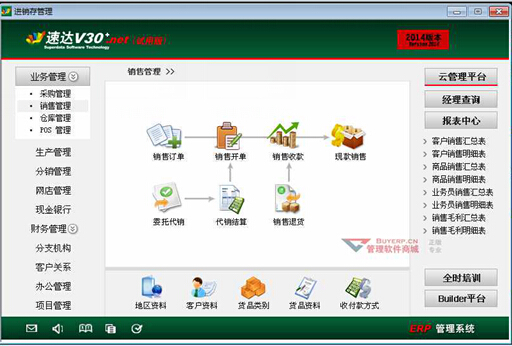 进销存管理
速达V30+.net(试用版)
Superdata Software Technology
2014版本
业务管理
采购管理
销售管理
仓库管理
POS 管理
生产管理
分销管理
网店管理
现金银行
财务管理
分支机构
客户关系
办公管理
项目管理
销售管理 >>
销售订单
销售开单
销售收款
现款销售
委托代销
代销结算
销售退货
BUYERP.CN 正版
管理软件商城 专业
地区资料
客户资料
货品类别
货品资料
收付款方式
云管理平台
经理查询
报表中心
客户销售汇总表
客户销售明细表
商品销售汇总表
商品销售明细表
业务员销售汇总表
业务员销售明细表
销售毛利汇总表
销售毛利明细表
全时培训
Builder平台
ERP 管理系统